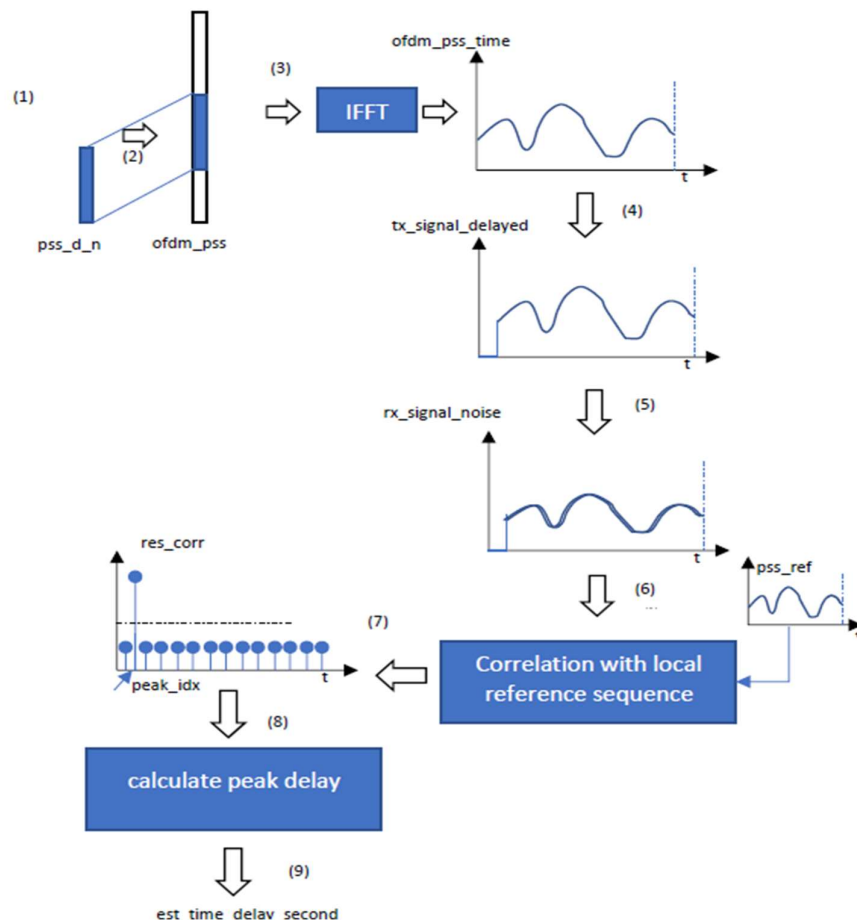 ofdm_pss_time
(3)
(1)
IFFT
(2)
t
pss_d_n
ofdm_pss
(4)
tx_signal_delayed
t
(5)
rx_signal_noise
t
res_corr
(6)
...
pss_ref
(7)
Correlation with local
reference sequence
t
peak_idx
(8)
calculate peak delay
(9)
est_time_delay_second